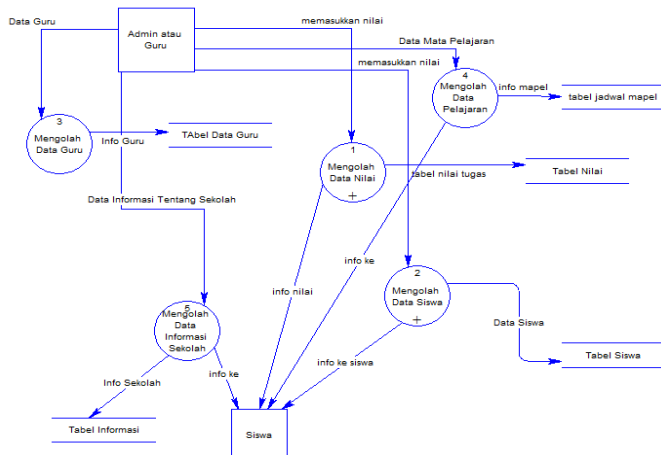 Data Guru
Admin atau
Guru
memasukkan nilai
Data Mata Pelajaran
memasukkan nilai
4
Mengolah
Data
Pelajaran
info mapel
tabel jadwal mapel
3
Mengolah
Data Guru
Info Guru
TAbel Data Guru
1
Mengolah
Data Nilai
+
tabel nilai tugas
Tabel Nilai
Data Informasi Tentang Sekolah
info ke
info nilai
2
Mengolah
Data Siswa
+
5
Mengolah
Data
Informasi
Sekolah
Data Siswa
Tabel Siswa
info ke siswa
info ke
Info Sekolah
Tabel Informasi
Siswa